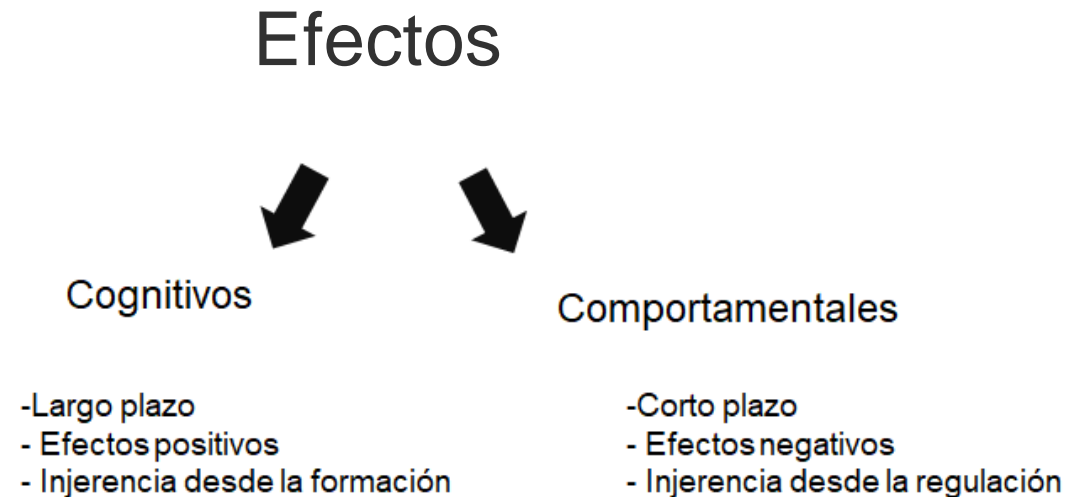 Efectos
Cognitivos
Comportamentales
-Largo plazo
- Efectos positivos
- Injerencia desde la formación
-Corto plazo
- Efectos negativos
- Injerencia desde la regulación